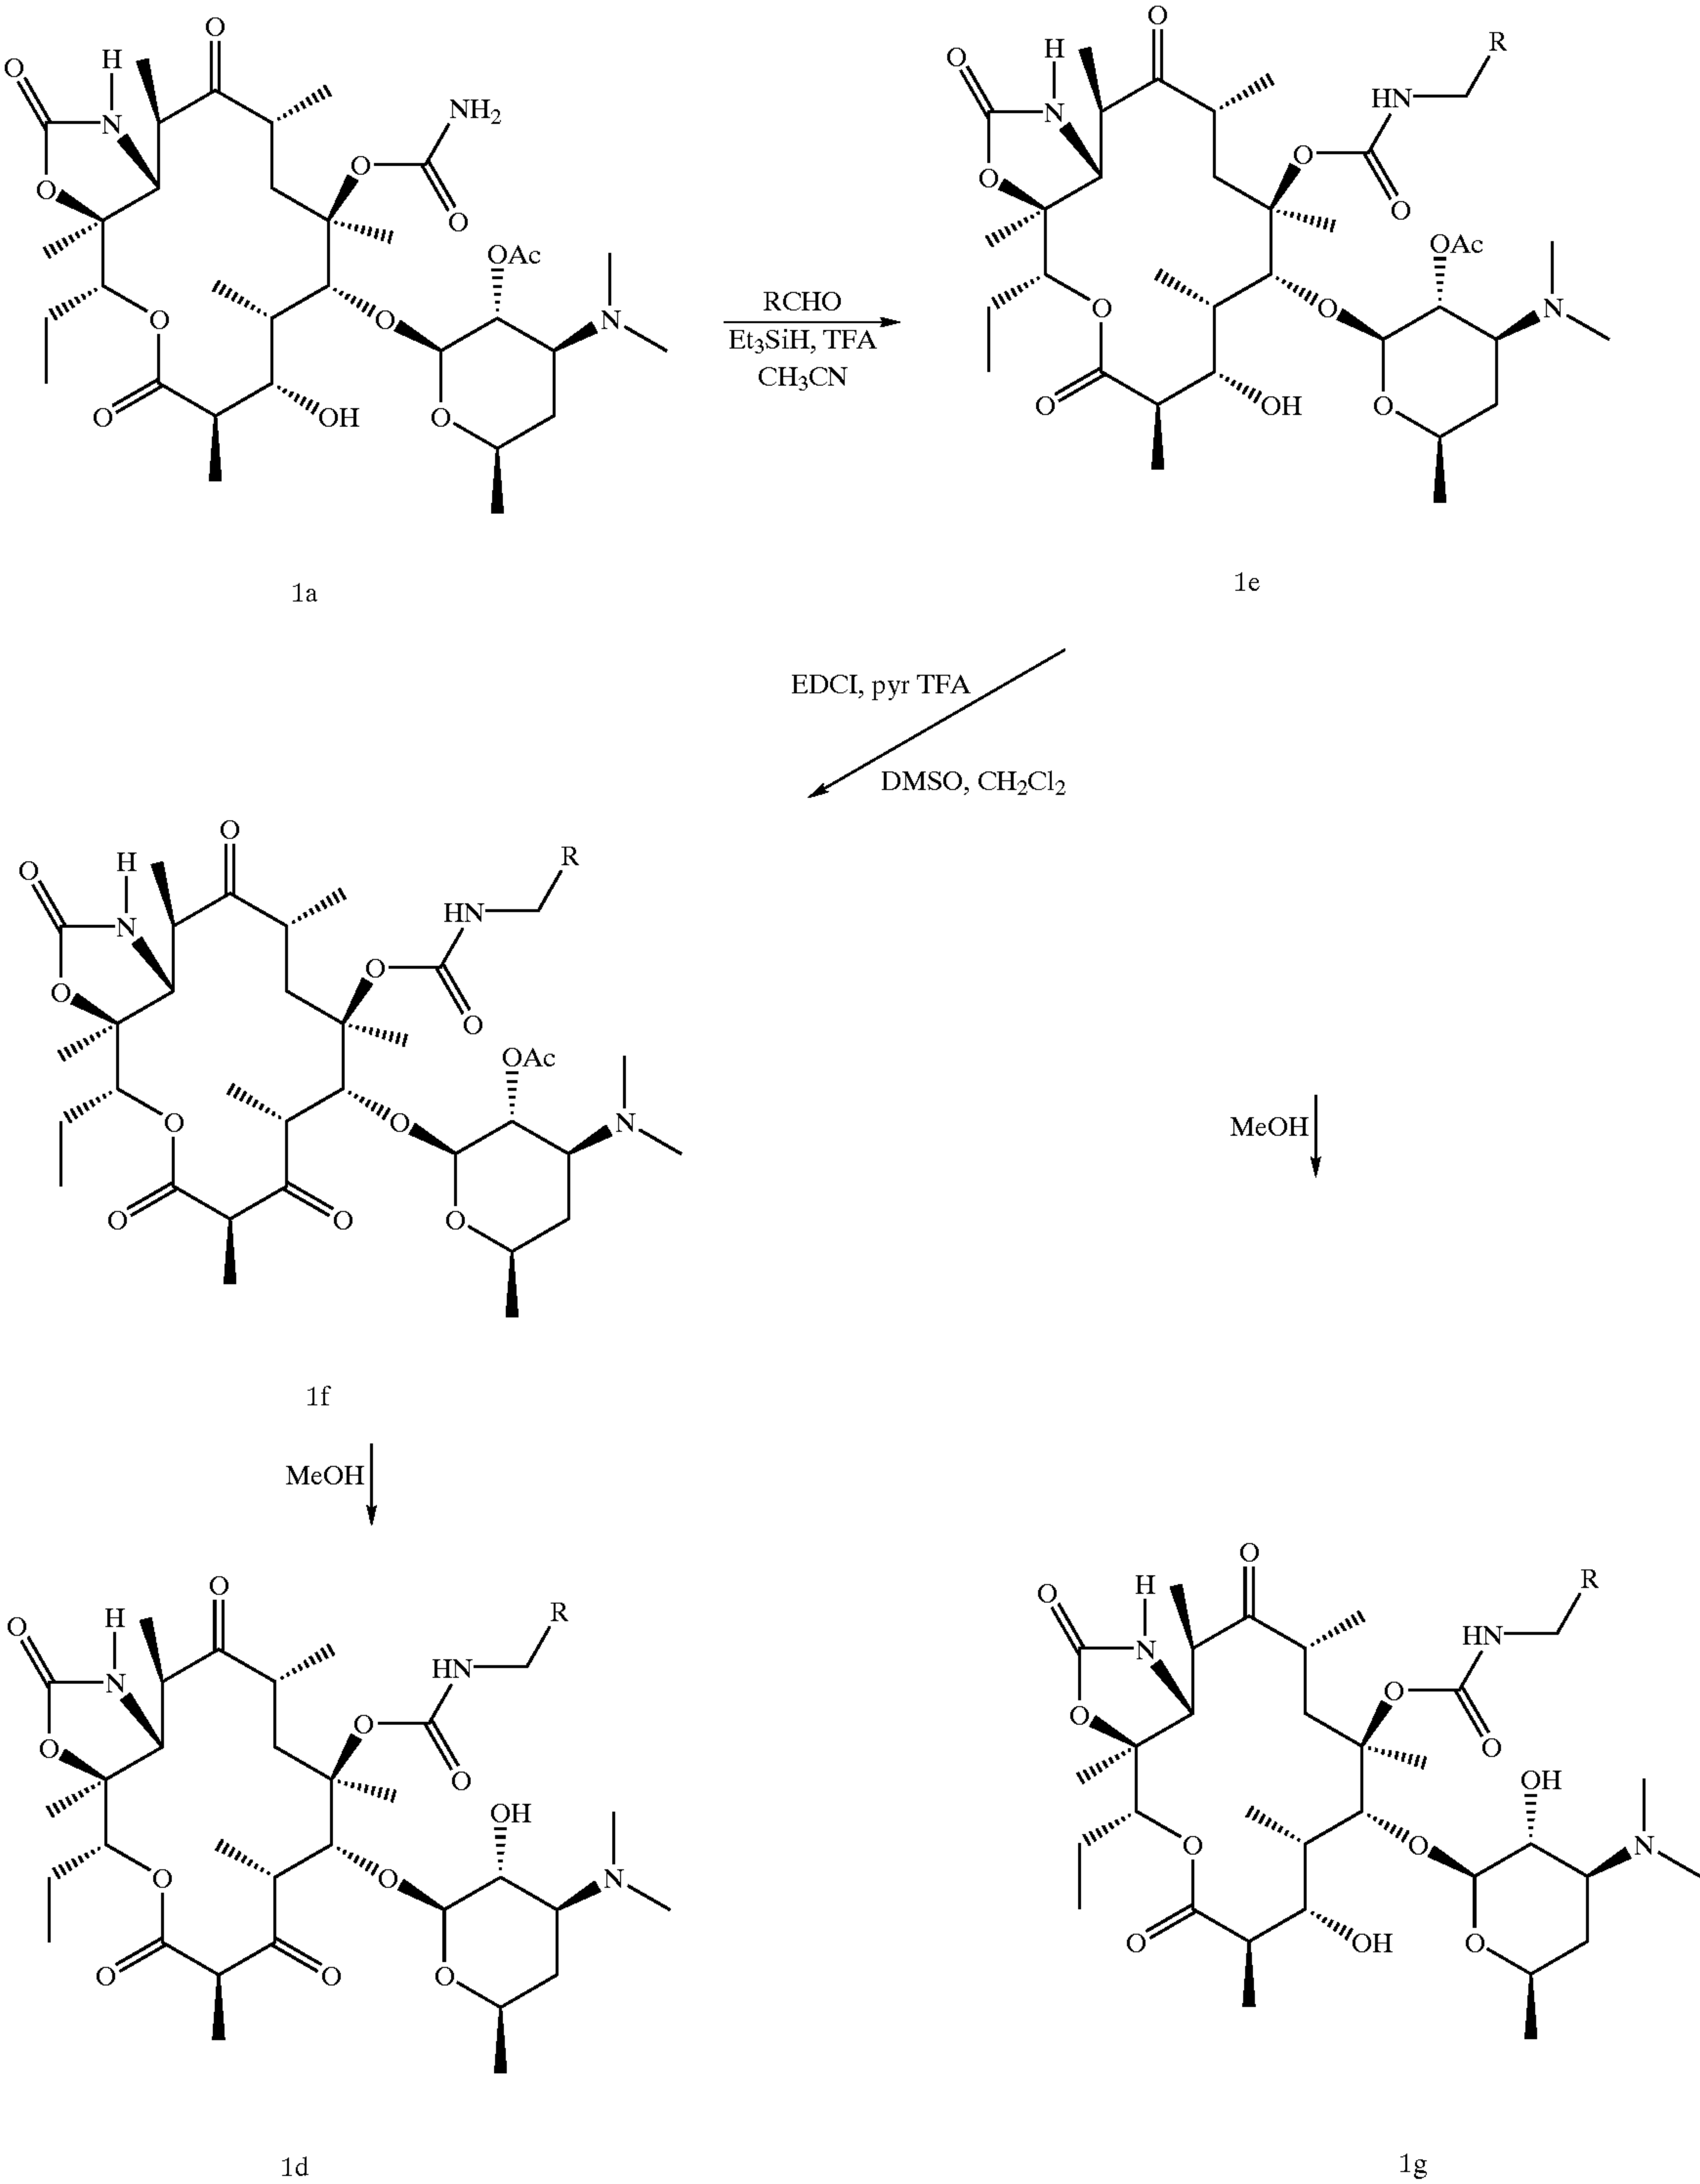 O
O H
N
NH2
O
O
O
OAc
O
O N
O
OH
O
1a
RCHO
Et3SiH, TFA
CH3CN
O
O H
R
N
HN
O
O
O
OAc
O
O N
O
OH
O
1e
EDCI, pyr TFA
DMSO, CH2Cl2
O
O H
R
N
HN
O
O
O
OAc
O
O N
O
O
O
1f
MeOH
MeOH
O
O H
R
N
HN
O
O
O
OH
O
O N
O
O
O
1d
O
O H
R
N
HN
O
O
O
OH
O
O N
O
OH
O
1g